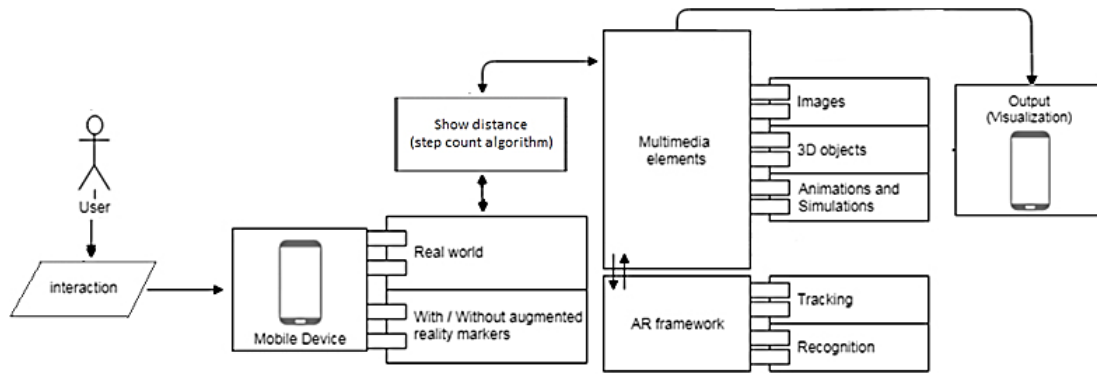 User
interaction
Mobile Device
Real world
With / Without augmented
reality markers
Show distance
(step count algorithm)
Multimedia
elements
Images
3D objects
Animations and
Simulations
AR framework
Tracking
Recognition
Output
(Visualization)